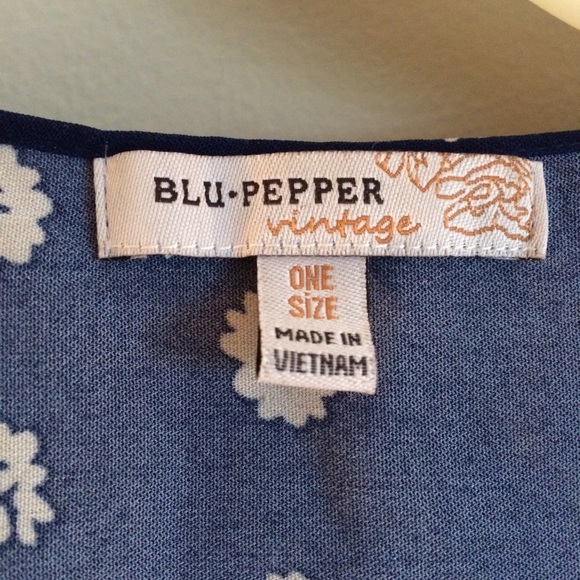 BLU•PEPPER
vintage
ONE
SiZE
MADE IN
VIETNAM